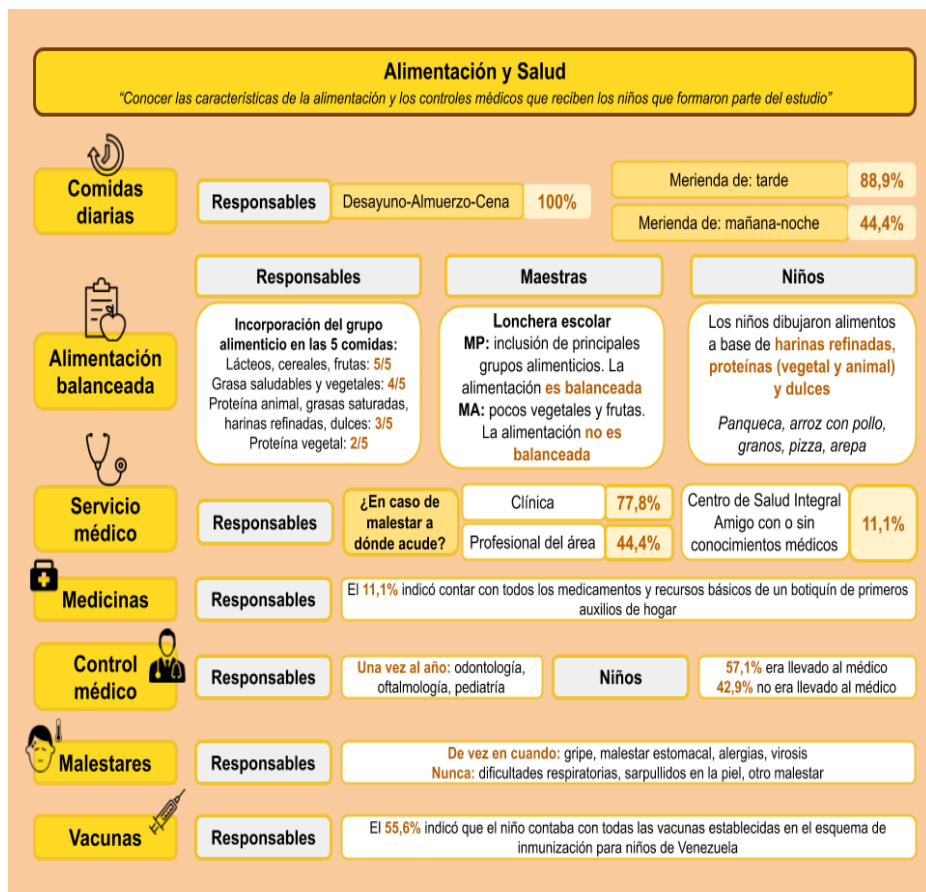 Alimentación y Salud
“Conocer las características de la alimentación y los controles médicos que reciben los niños que formaron parte del estudio”
Comidas
diarias
Responsables
Desayuno-Almuerzo-Cena
100%
Merienda de: tarde
88,9%
Merienda de: mañana-noche
44,4%
Alimentación
balanceada
Responsables
Incorporación del grupo
alimenticio en las 5 comidas:
Lácteos, cereales, frutas: 5/5
Grasa saludables y vegetales: 4/5
Proteína animal, grasas saturadas,
harinas refinadas, dulces: 3/5
Proteína vegetal: 2/5
Maestras
Lonchera escolar
MP: inclusión de principales
grupos alimenticios. La
alimentación es balanceada
MA: pocos vegetales y frutas.
La alimentación no es
balanceada
Niños
Los niños dibujaron alimentos
a base de harinas refinadas,
proteínas (vegetal y animal)
y dulces
Panqueca, arroz con pollo,
granos, pizza, arepa
Servicio
médico
Responsables
¿En caso de
malestar a
dónde acude?
Clínica
77,8%
Profesional del área
44,4%
Centro de Salud Integral
Amigo con o sin
conocimientos médicos
11,1%
Medicinas
Responsables
El 11,1% indicó contar con todos los medicamentos y recursos básicos de un botiquín de primeros
auxilios de hogar
Control
médico
Responsables
Una vez al año: odontología,
oftalmología, pediatría
Niños
57,1% era llevado al médico
42,9% no era llevado al médico
Malestares
Responsables
De vez en cuando: gripe, malestar estomacal, alergias, virosis
Nunca: dificultades respiratorias, sarpullidos en la piel, otro malestar
Vacunas
Responsables
El 55,6% indicó que el niño contaba con todas las vacunas establecidas en el esquema de
inmunización para niños de Venezuela